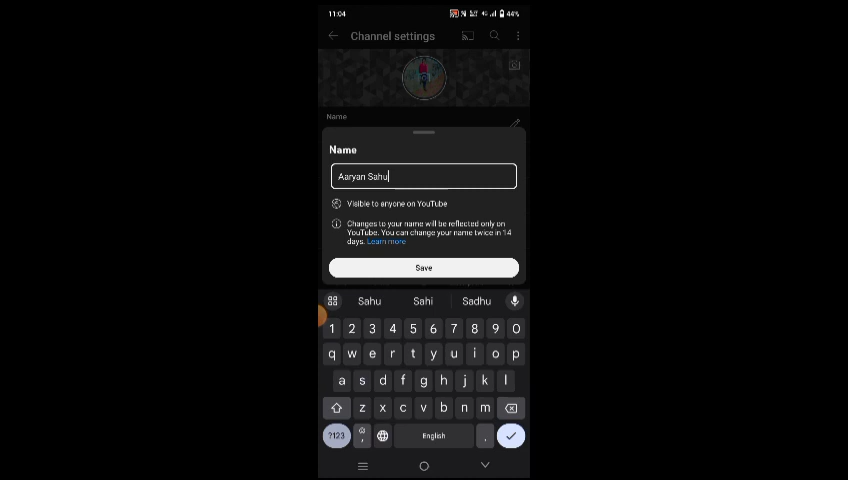 11:04
4G 44%
Channel settings
Name
Name
Aaryan Sahu
Visible to anyone on YouTube
Changes to your name will be reflected only on
YouTube. You can change your name twice in 14
days. Learn more
Save
Sahu Sahi Sadhu
1 2 3 4 5 6 7 8 9 0
q w e r t y u i o p
a s d f g h j k l
z x c v b n m
?123 , English .